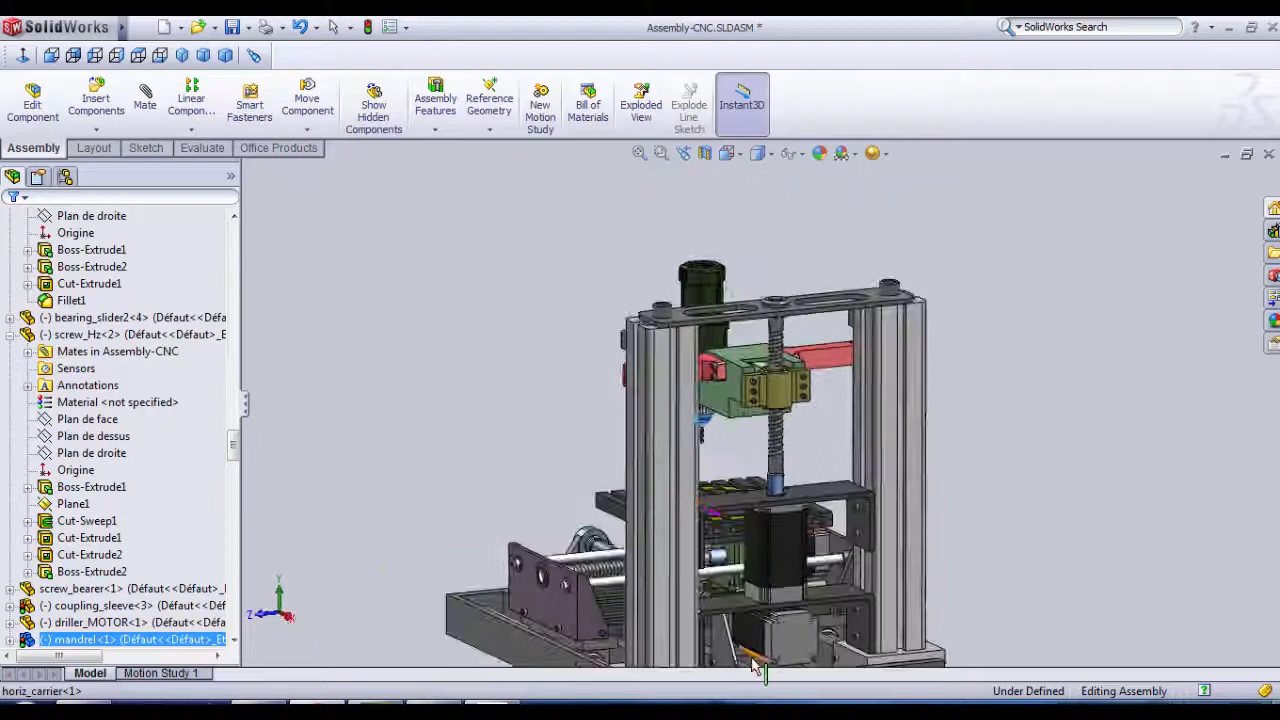 SolidWorks
Assembly-CNC.SLDASM *
SolidWorks Search
Edit Component
Insert Components
Mate
Linear Compon...
Smart Fasteners
Move Component
Show Hidden Components
Assembly Features
Reference Geometry
New Motion Study
Bill of Materials
Exploded View
Explode Line Sketch
Instant3D
Assembly
Layout
Sketch
Evaluate
Office Products
Plan de droite
Origine
Boss-Extrude1
Boss-Extrude2
Cut-Extrude1
Fillet1
(-) bearing_slider2<4> (Défaut<<Défa
(-) screw_Hz<2> (Défaut<<Défaut>_E
Mates in Assembly-CNC
Sensors
Annotations
Material <not specified>
Plan de face
Plan de dessus
Plan de droite
Origine
Boss-Extrude1
Plane1
Cut-Sweep1
Cut-Extrude1
Cut-Extrude2
Boss-Extrude2
screw_bearer<1> (Défaut<<Défaut>_
(-) coupling_sleeve<3> (Défaut<<Défa
(-) driller_MOTOR<1> (Défaut<<Défau
(-) mandrel<1> (Défaut<<Défaut>_Et
Y
Z
Model
Motion Study 1
horiz_carrier<1>
Under Defined
Editing Assembly